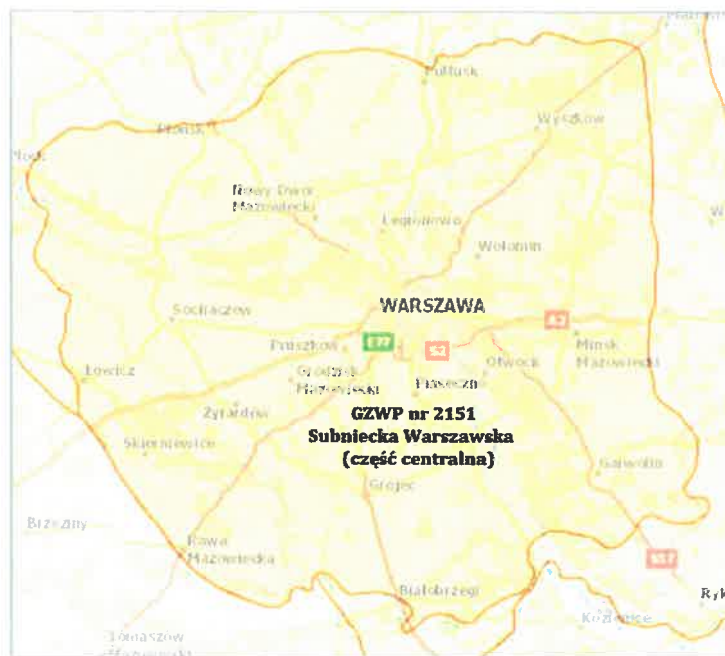 Pułtusk
Płońsk
Wyszków
Płock
Nowy Dwór
Mazowiecki
Legionowo
Wołomin
Sochaczew
WARSZAWA
E77
S2
A2
Pruszków
Mińsk
Mazowiecki
Otwock
Łowicz
Grodzisk
Mazowiecki
Piaseczno
Żyrardów
GZWP nr 2151
Subniecka Warszawska
(część centralna)
Skierniewice
Garwolin
Grójec
Brzeziny
Rawa
Mazowiecka
S17
Białobrzegi
Kozienice
Ryk
Tomaszów
Mazowiecki